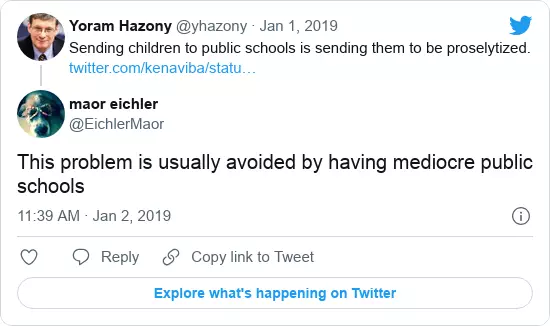 Yoram Hazony @yhazony · Jan 1, 2019
Sending children to public schools is sending them to be proselytized.
twitter.com/kenaviba/statu…
maor eichler
@EichlerMaor
This problem is usually avoided by having mediocre public
schools
11:39 AM · Jan 2, 2019
Reply
Copy link to Tweet
Explore what's happening on Twitter